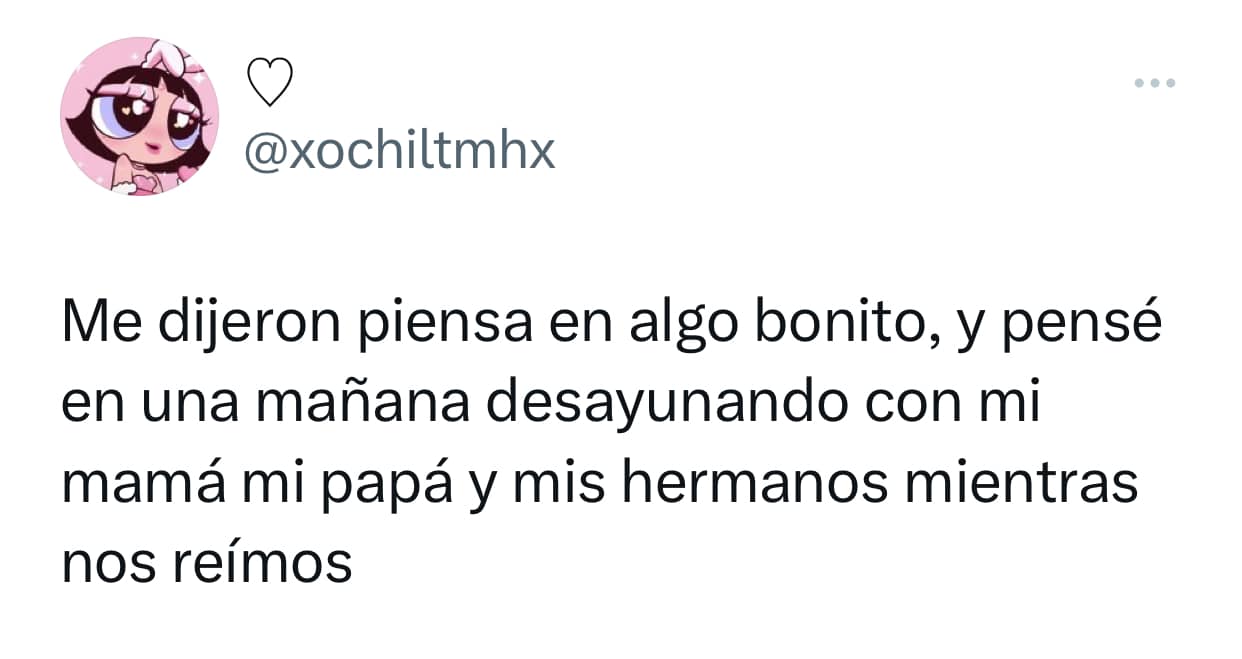 ♡
@xochiltmhx
Me dijeron piensa en algo bonito, y pensé
en una mañana desayunando con mi
mamá mi papá y mis hermanos mientras
nos reímos